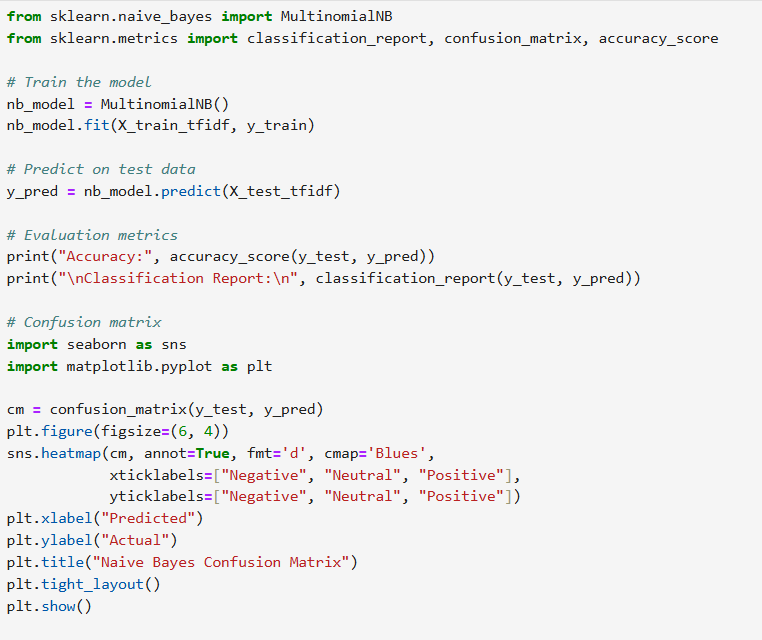 from sklearn.naive_bayes import MultinomialNB
from sklearn.metrics import classification_report, confusion_matrix, accuracy_score
# Train the model
nb_model = MultinomialNB()
nb_model.fit(X_train_tfidf, y_train)
# Predict on test data
y_pred = nb_model.predict(X_test_tfidf)
# Evaluation metrics
print("Accuracy:", accuracy_score(y_test, y_pred))
print("\nClassification Report:\n", classification_report(y_test, y_pred))
# Confusion matrix
import seaborn as sns
import matplotlib.pyplot as plt
cm = confusion_matrix(y_test, y_pred)
plt.figure(figsize=(6, 4))
sns.heatmap(cm, annot=True, fmt='d', cmap='Blues',
            xticklabels=["Negative", "Neutral", "Positive"],
            yticklabels=["Negative", "Neutral", "Positive"])
plt.xlabel("Predicted")
plt.ylabel("Actual")
plt.title("Naive Bayes Confusion Matrix")
plt.tight_layout()
plt.show()